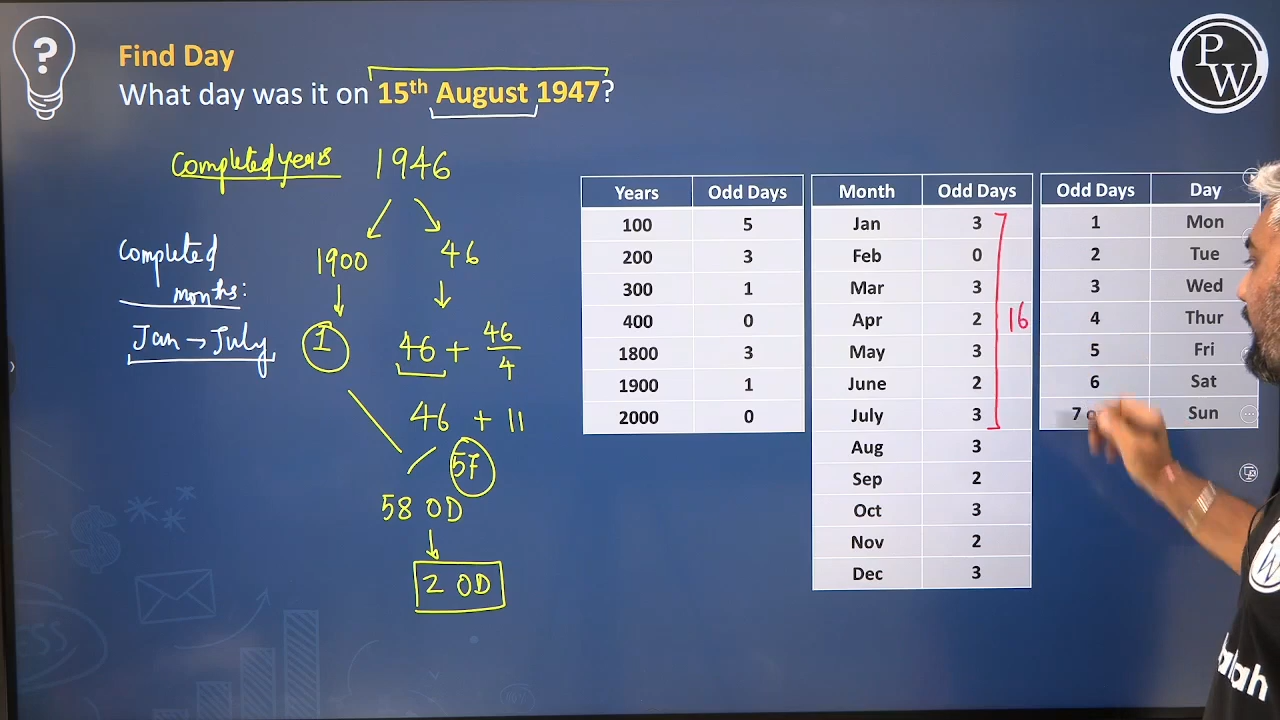 ?
Find Day
What day was it on 15th August 1947?
PW
Completed years 1946
1900 46
Completed months:
Jan → July
1 46 + 46/4
46 + 11
57
58 OD
2 OD
Years Odd Days
100 5
200 3
300 1
400 0
1800 3
1900 1
2000 0
Month Odd Days
Jan 3
Feb 0
Mar 3
Apr 2
May 3
June 2
July 3
Aug 3
Sep 2
Oct 3
Nov 2
Dec 3
16
Odd Days Day
1 Mon
2 Tue
3 Wed
4 Thur
5 Fri
6 Sat
7 Sun
W